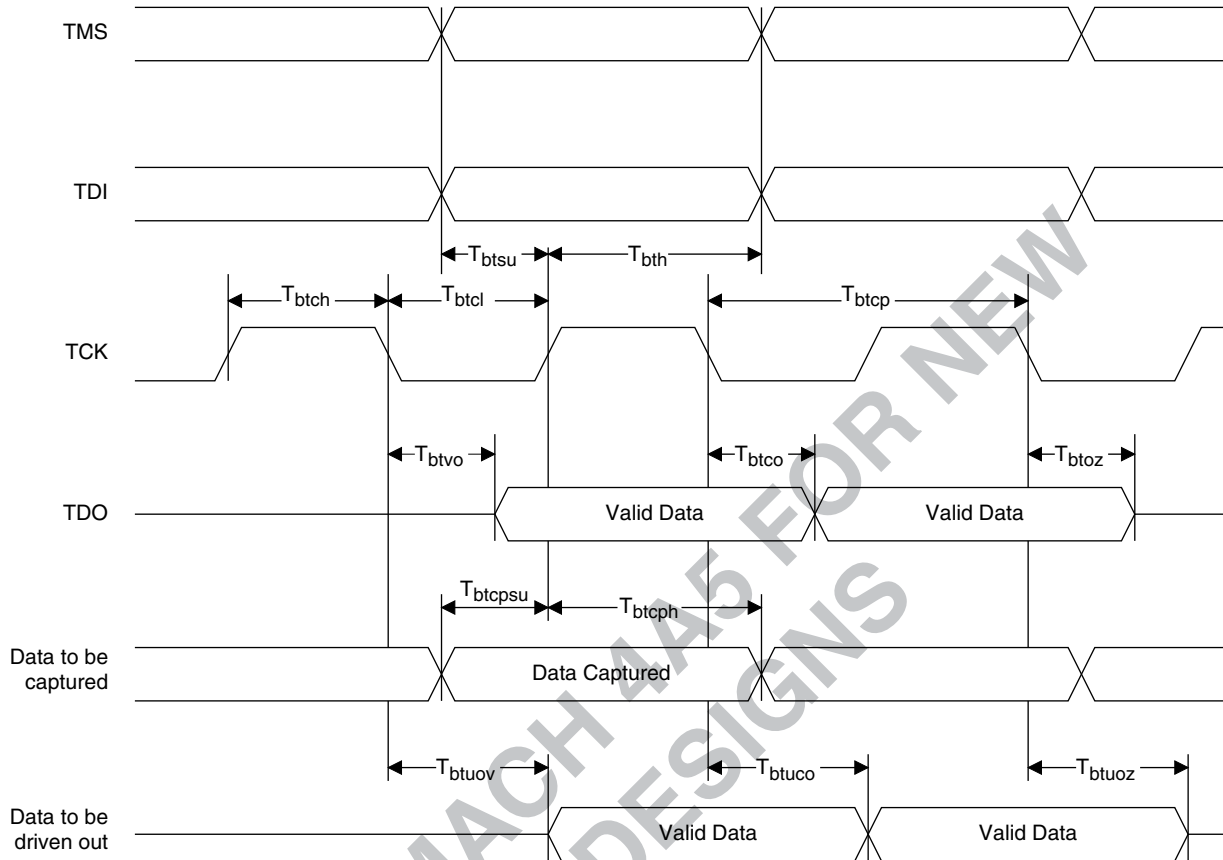 TMS
TDI
Tbtsu
Tbth
Tbtch
Tbtcl
Tbtcp
TCK
Tbtvo
Tbtco
Tbtoz
TDO
Valid Data
Valid Data
Tbtcpsu
Tbtcph
Data to be
captured
Data Captured
Tbtuov
Tbtuco
Tbtuoz
Data to be
driven out
Valid Data
Valid Data
MACH 4A5 FOR NEW
DESIGNS